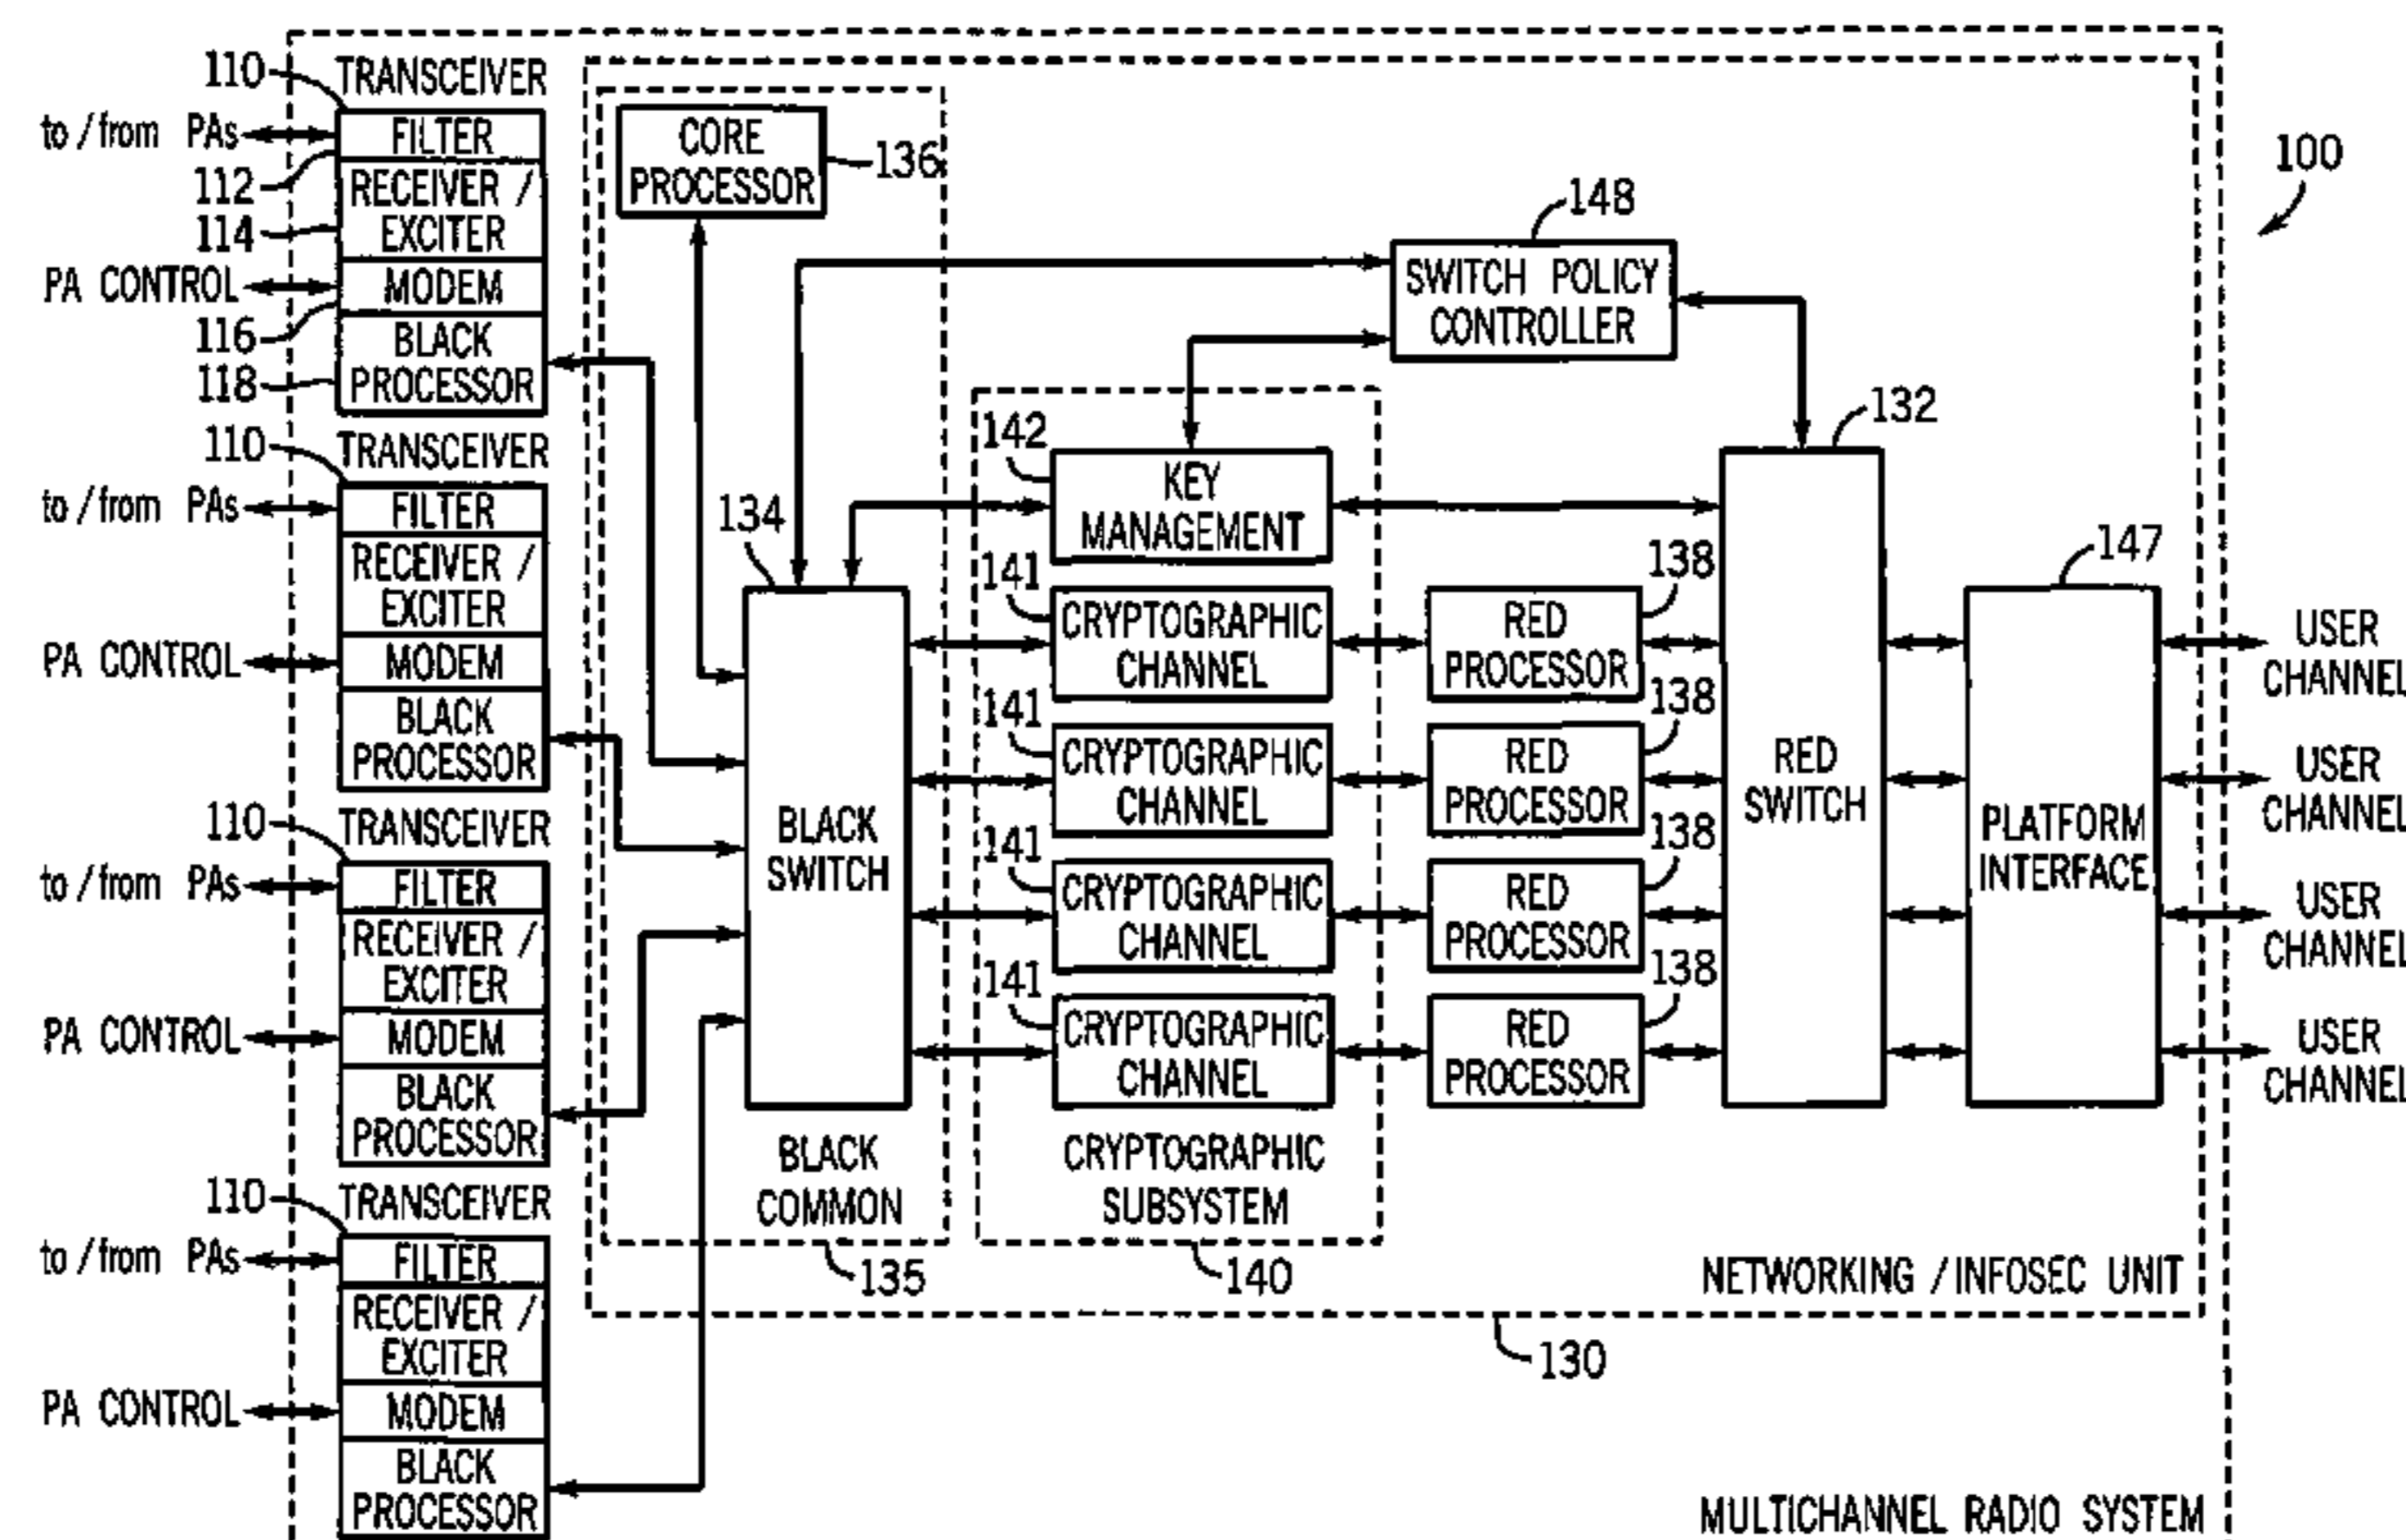 110
TRANSCEIVER
to / from PAs
FILTER
112
RECEIVER /
EXCITER
114
PA CONTROL
MODEM
116
BLACK
PROCESSOR
118
110
TRANSCEIVER
to / from PAs
FILTER
RECEIVER /
EXCITER
PA CONTROL
MODEM
BLACK
PROCESSOR
110
TRANSCEIVER
to / from PAs
FILTER
RECEIVER /
EXCITER
PA CONTROL
MODEM
BLACK
PROCESSOR
110
TRANSCEIVER
to / from PAs
FILTER
RECEIVER /
EXCITER
PA CONTROL
MODEM
BLACK
PROCESSOR
CORE
PROCESSOR
136
134
BLACK
SWITCH
BLACK
COMMON
135
148
SWITCH POLICY
CONTROLLER
142
KEY
MANAGEMENT
141
CRYPTOGRAPHIC
CHANNEL
141
CRYPTOGRAPHIC
CHANNEL
141
CRYPTOGRAPHIC
CHANNEL
141
CRYPTOGRAPHIC
CHANNEL
CRYPTOGRAPHIC
SUBSYSTEM
140
138
RED
PROCESSOR
138
RED
PROCESSOR
138
RED
PROCESSOR
138
RED
PROCESSOR
132
RED
SWITCH
147
PLATFORM
INTERFACE
100
USER
CHANNEL
USER
CHANNEL
USER
CHANNEL
USER
CHANNEL
NETWORKING / INFOSEC UNIT
130
MULTICHANNEL RADIO SYSTEM